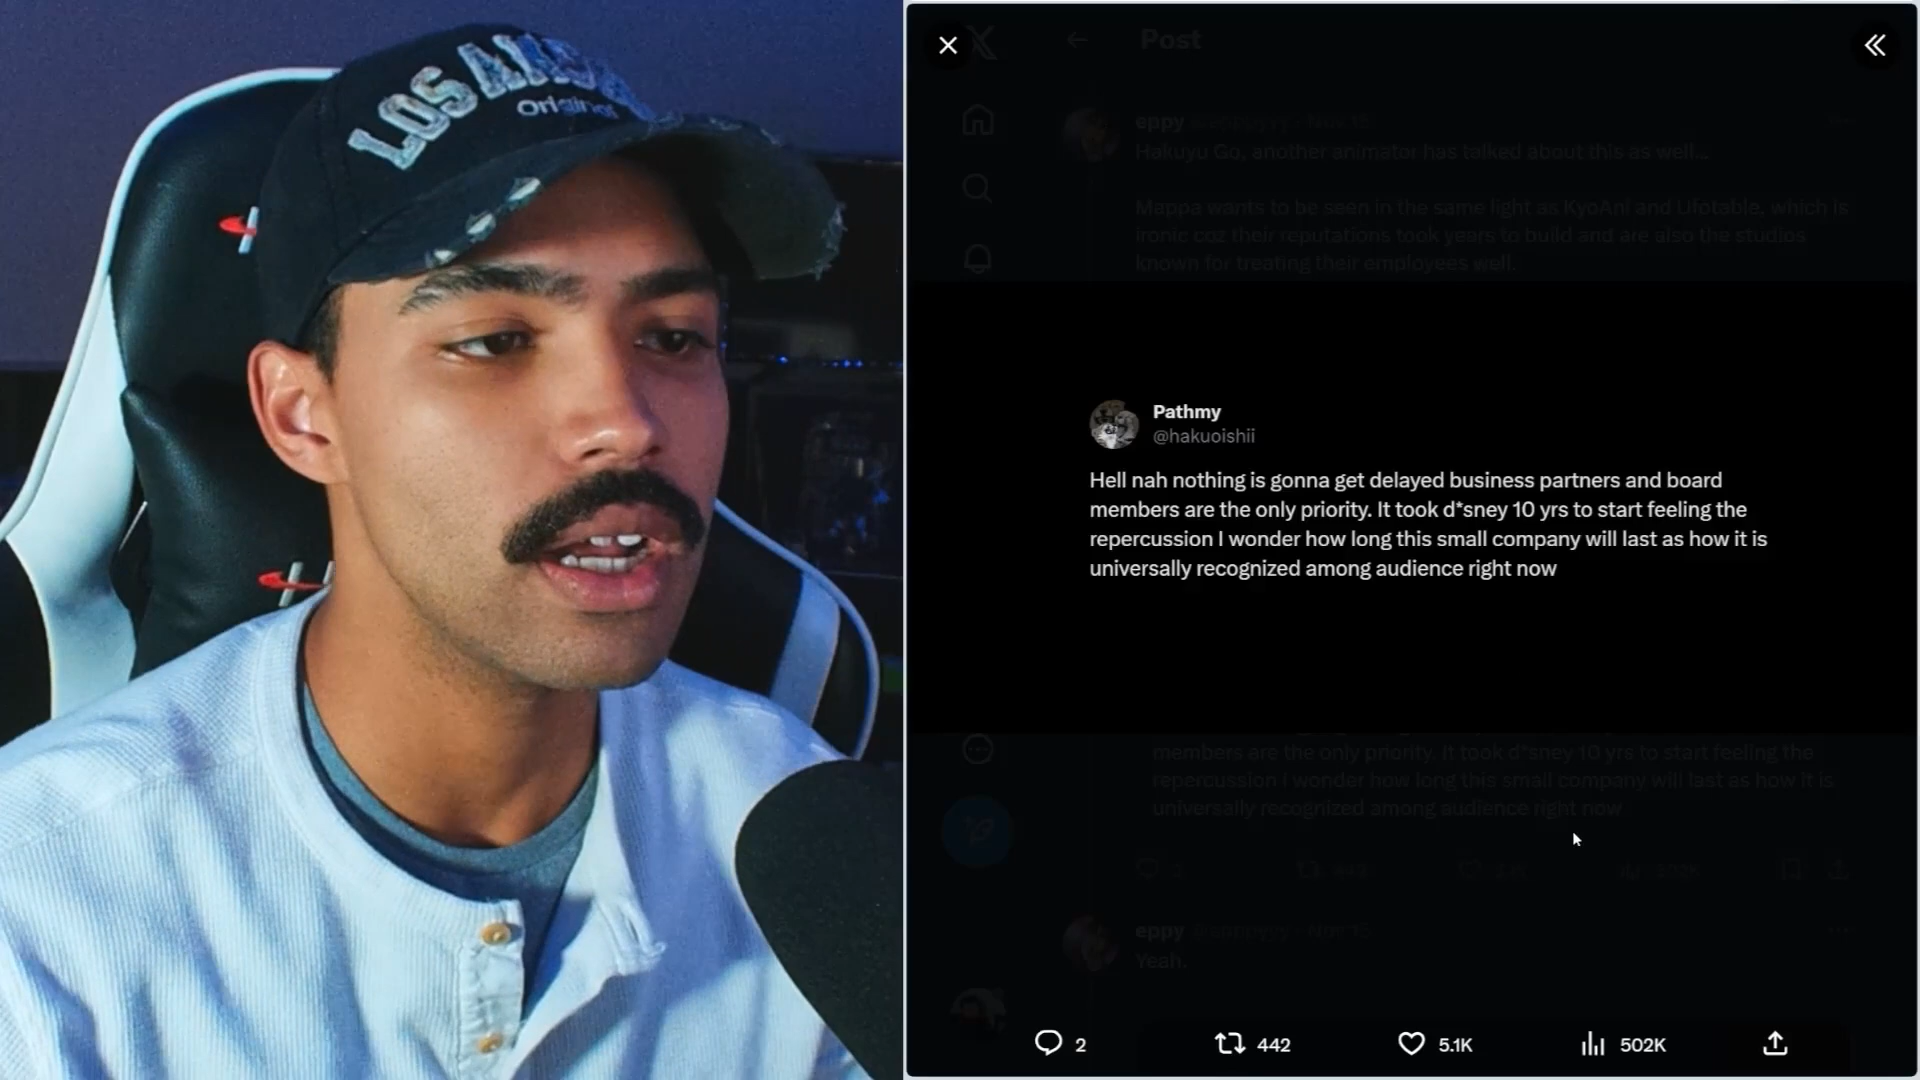 LOS ANGE
Original
Post
eppy
Hakuyu Go, another animator has talked about this as well...
Mappa wants to be seen in the same light as KyoAni and Ufotable, which is
ironic coz their reputations took years to build and are also the studios
known for treating their employees well.
Pathmy
@hakuoishii
Hell nah nothing is gonna get delayed business partners and board
members are the only priority. It took d*sney 10 yrs to start feeling the
repercussion I wonder how long this small company will last as how it is
universally recognized among audience right now
members are the only priority. It took d*sney 10 yrs to start feeling the
repercussion I wonder how long this small company will last as how it is
universally recognized among audience right now
eppy
Yeah.
2 442 5.1K 502K